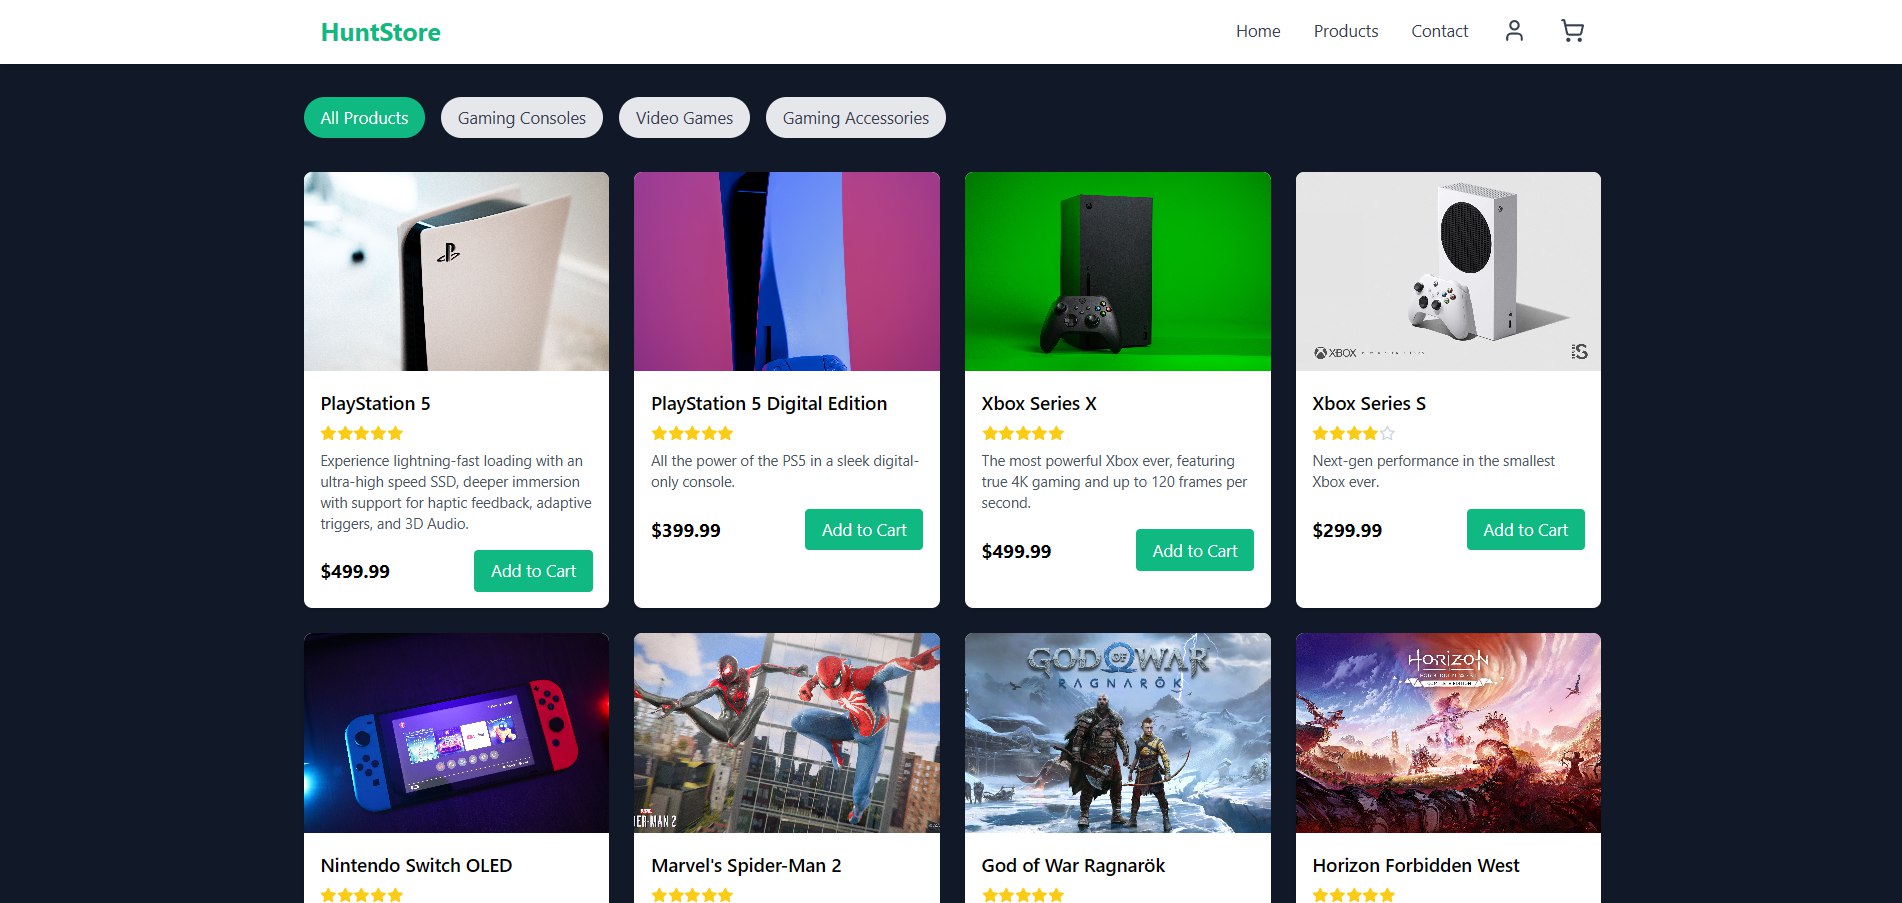 HuntStore
Home
Products
Contact
All Products
Gaming Consoles
Video Games
Gaming Accessories
XBOX
S
PlayStation 5
Experience lightning-fast loading with an
ultra-high speed SSD, deeper immersion
with support for haptic feedback, adaptive
triggers, and 3D Audio.
$499.99
Add to Cart
PlayStation 5 Digital Edition
All the power of the PS5 in a sleek digital-
only console.
$399.99
Add to Cart
Xbox Series X
The most powerful Xbox ever, featuring
true 4K gaming and up to 120 frames per
second.
$499.99
Add to Cart
Xbox Series S
Next-gen performance in the smallest
Xbox ever.
$299.99
Add to Cart
GOD OF WAR
RAGNARÖK
HORIZON
MAN 2
Nintendo Switch OLED
Marvel's Spider-Man 2
God of War Ragnarök
Horizon Forbidden West